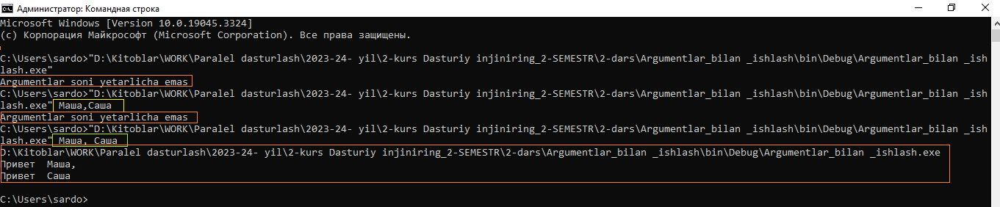 Администратор: Командная строка
Microsoft Windows [Version 10.0.19045.3324]
(c) Корпорация Майкрософт (Microsoft Corporation). Все права защищены.
C:\Users\sardo>"D:\Kitoblar\WORK\Paralel dasturlash\2023-24- yil\2-kurs Dasturiy injiniring_2-SEMESTR\2-dars\Argumentlar_bilan _ishlash\bin\Debug\Argumentlar_bilan _ish
lash.exe"
Argumentlar soni yetarlicha emas
C:\Users\sardo>"D:\Kitoblar\WORK\Paralel dasturlash\2023-24- yil\2-kurs Dasturiy injiniring_2-SEMESTR\2-dars\Argumentlar_bilan _ishlash\bin\Debug\Argumentlar_bilan _ish
lash.exe" Маша,Саша
Argumentlar soni yetarlicha emas
C:\Users\sardo>"D:\Kitoblar\WORK\Paralel dasturlash\2023-24- yil\2-kurs Dasturiy injiniring_2-SEMESTR\2-dars\Argumentlar_bilan _ishlash\bin\Debug\Argumentlar_bilan _ish
lash.exe" Маша, Саша
D:\Kitoblar\WORK\Paralel dasturlash\2023-24- yil\2-kurs Dasturiy injiniring_2-SEMESTR\2-dars\Argumentlar_bilan _ishlash\bin\Debug\Argumentlar_bilan _ishlash.exe
Привет  Маша,
Привет  Саша
C:\Users\sardo>